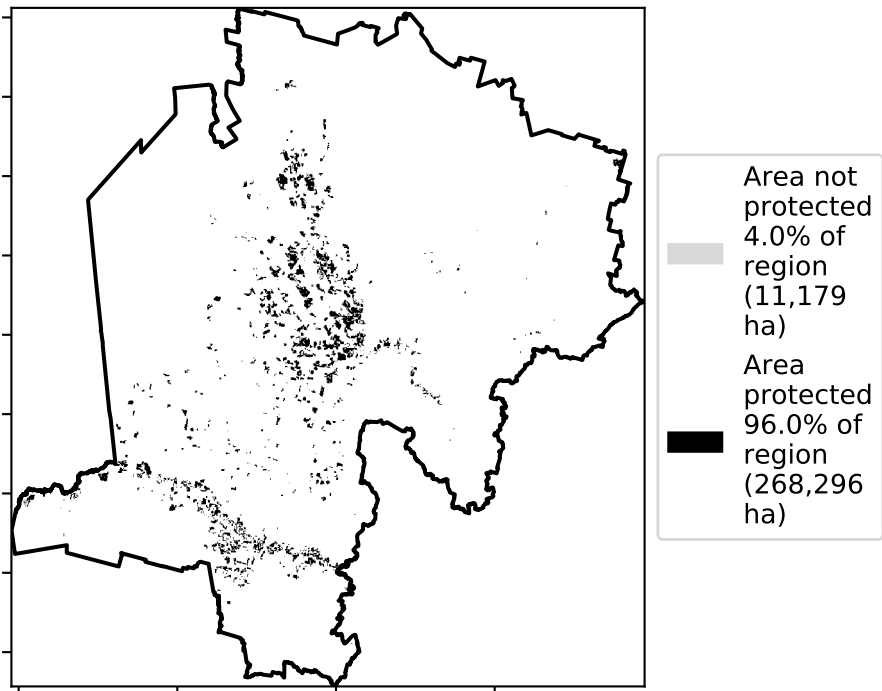 Area not
protected
4.0% of
region
(11,179
ha)
Area
protected
96.0% of
region
(268,296
ha)